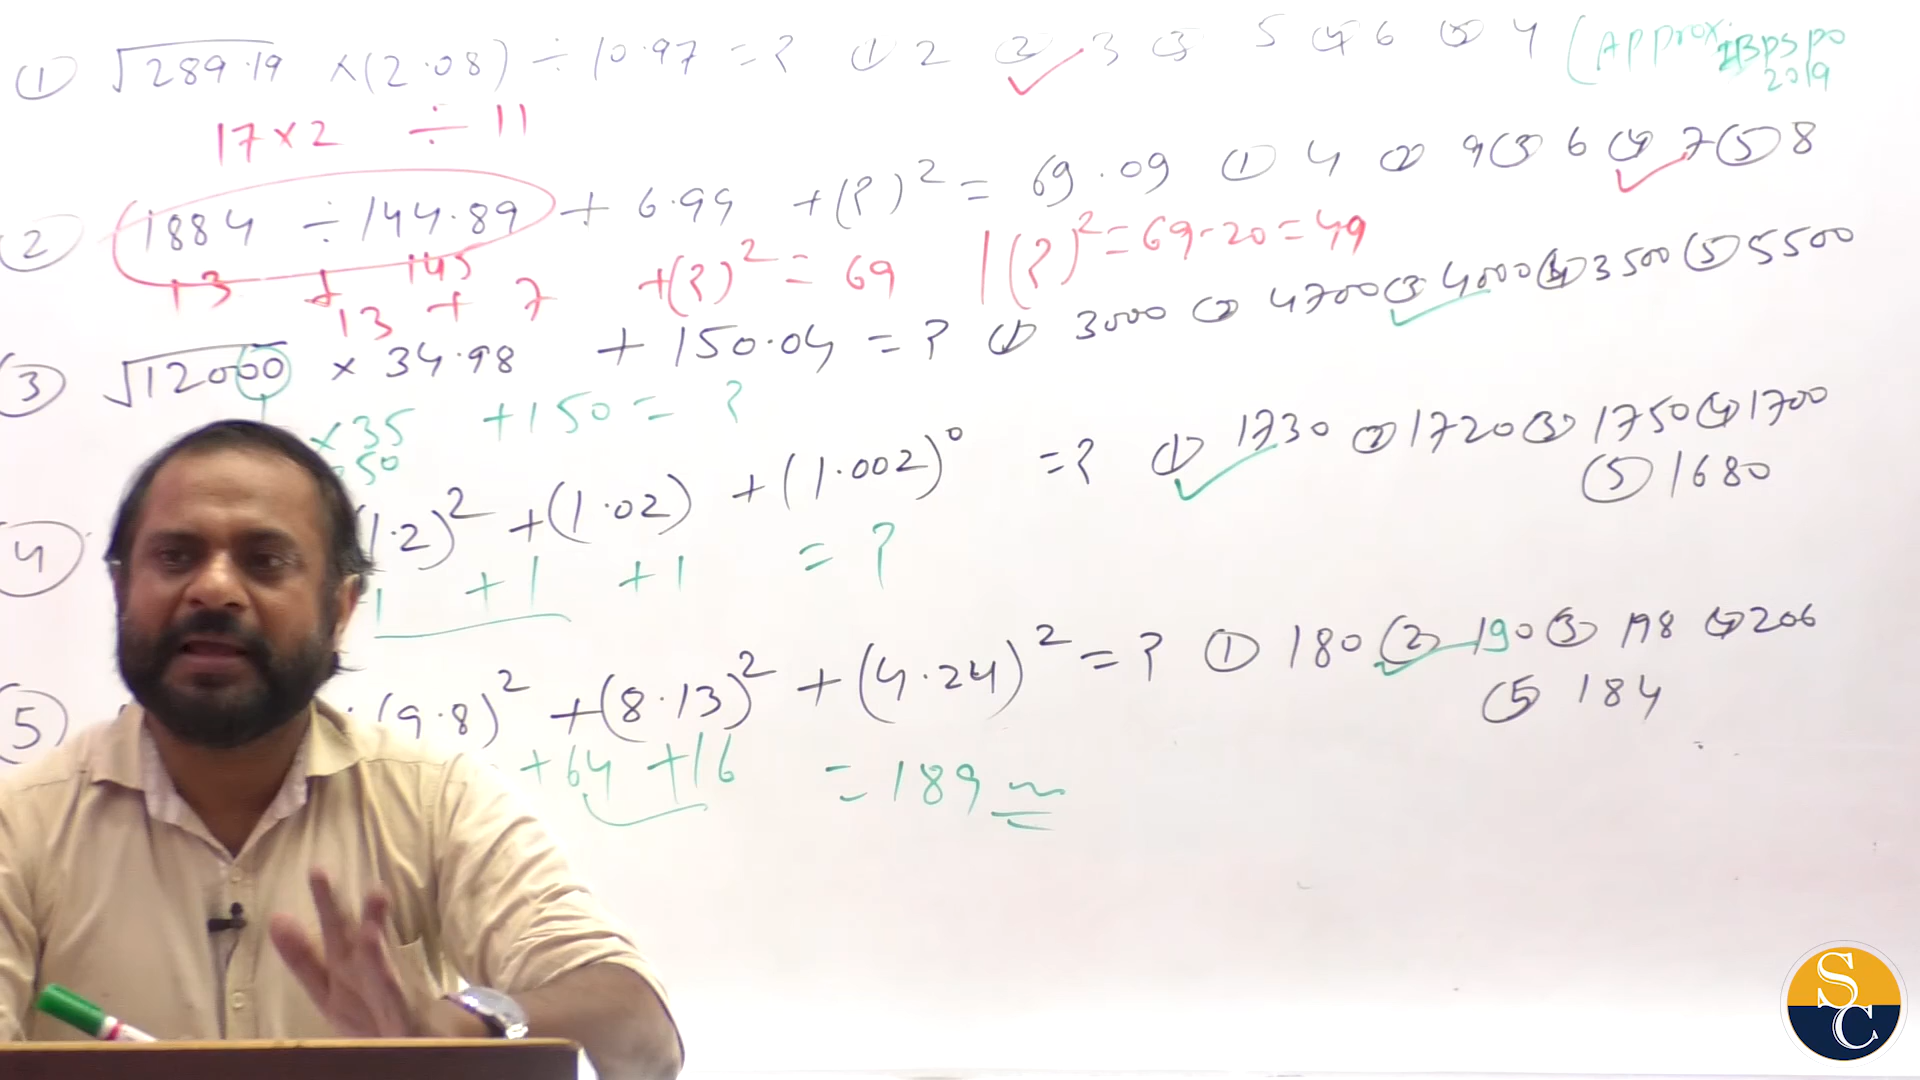 ① √289.19 × (2.08) ÷ 10.97 = ? ① 2 ② 3 ③ 5 ④ 6 ⑤ 4 (Approx. IBPS PO
2019
17 × 2 ÷ 11
② 1884 ÷ 144.89 + 6.99 + (?)² = 69.09 ① 4 ② 9 ③ 6 ④ 7 ⑤ 8
13 145
13 + 7 + (?)² = 69 | (?)² = 69-20 = 49
③ √12000 × 34.98 + 150.04 = ? ① 3000 ② 4700 ③ 4000 ④ 3500 ⑤ 5500
× 35 + 150 = ?
50
④ 1.2)² + (1.02) + (1.002)⁰ = ? ① 1730 ② 1720 ③ 1750 ④ 1700
⑤ 1680
1 + 1 + 1 = ?
⑤ (9.8)² + (8.13)² + (4.24)² = ? ① 180 ② 190 ③ 198 ④ 206
⑤ 184
+ 64 + 16 = 189
SC